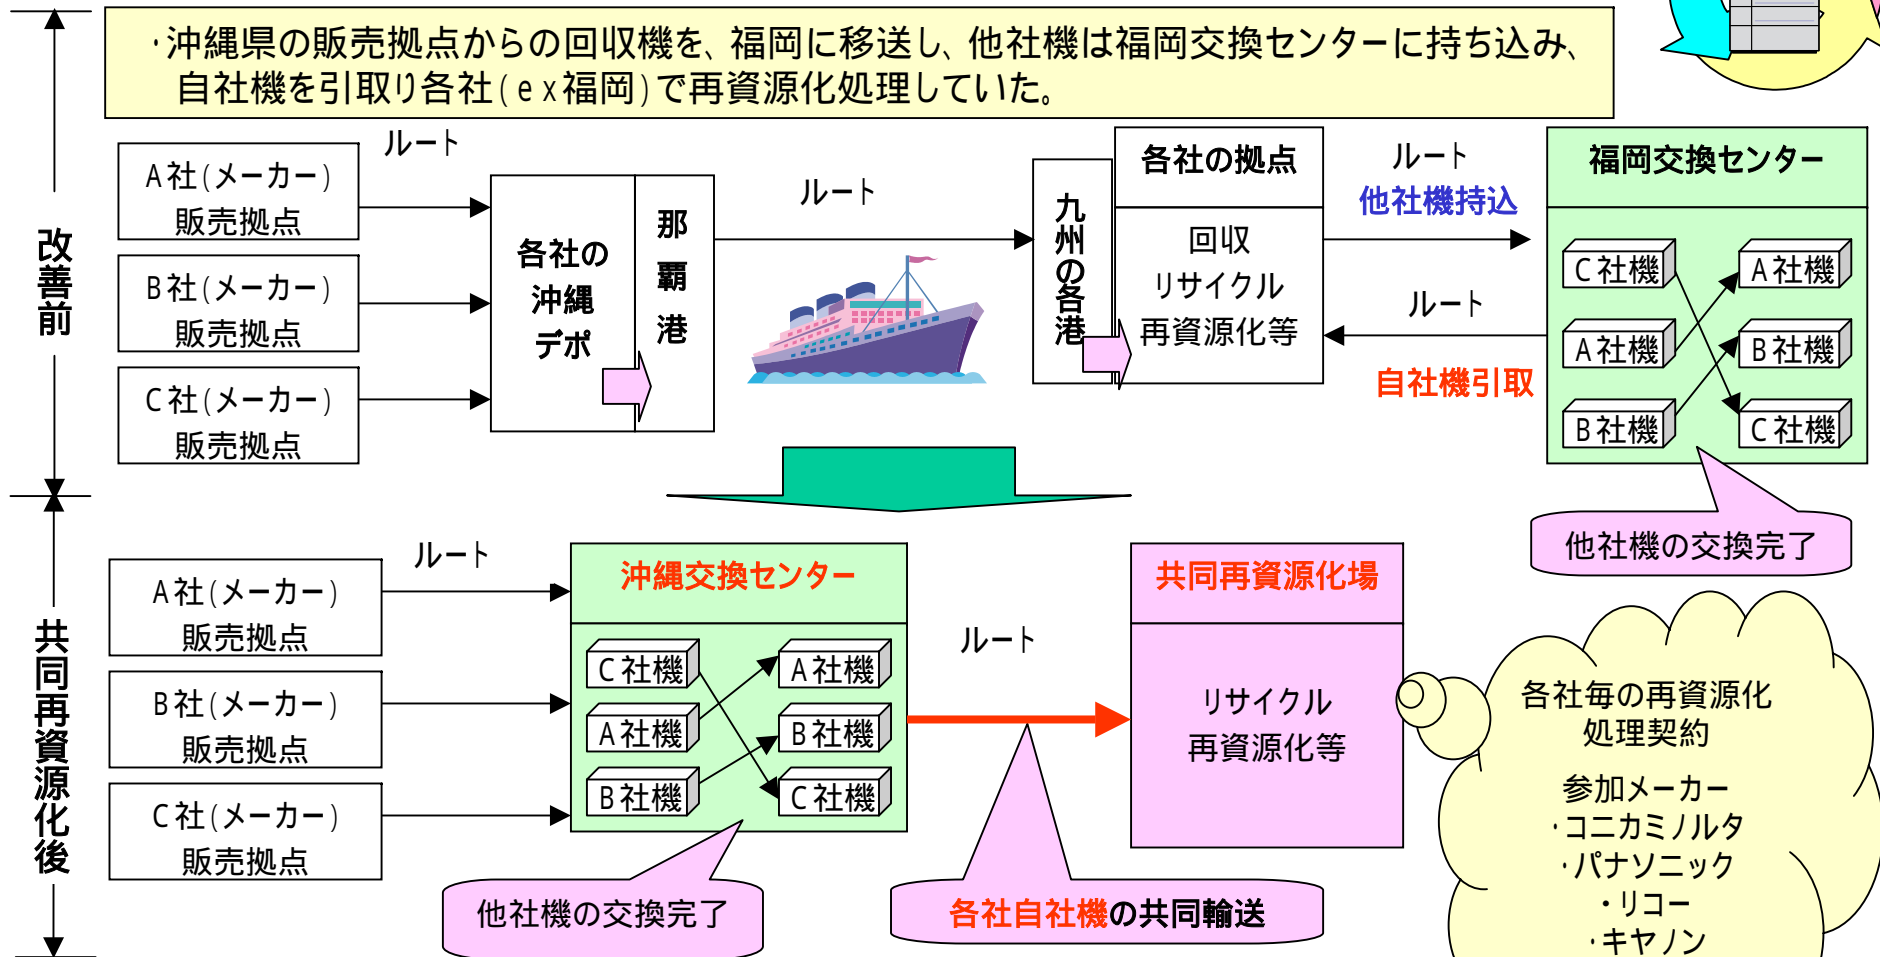 ・沖縄県の販売拠点からの回収機を、福岡に移送し、他社機は福岡交換センターに持ち込み、
自社機を引取り各社(ex福岡)で再資源化処理していた。
改善前
A社(メーカー)
販売拠点
B社(メーカー)
販売拠点
C社(メーカー)
販売拠点
ルート
各社の
沖縄
デポ
那覇港
ルート
九州の各港
各社の拠点
回収
リサイクル
再資源化等
ルート
他社機持込
ルート
自社機引取
福岡交換センター
C社機
A社機
A社機
B社機
B社機
C社機
他社機の交換完了
共同再資源化後
A社(メーカー)
販売拠点
B社(メーカー)
販売拠点
C社(メーカー)
販売拠点
ルート
沖縄交換センター
C社機
A社機
A社機
B社機
B社機
C社機
他社機の交換完了
ルート
各社自社機の共同輸送
共同再資源化場
リサイクル
再資源化等
各社毎の再資源化
処理契約
参加メーカー
・コニカミノルタ
・パナソニック
・リコー
・キヤノン